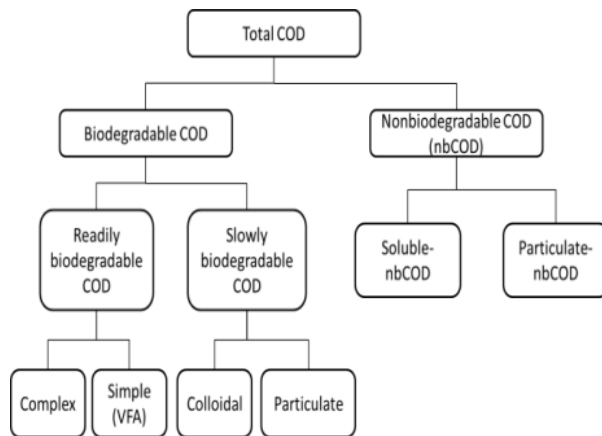 Total COD
Biodegradable COD
Nonbiodegradable COD
(nbCOD)
Readily
biodegradable
COD
Slowly
biodegradable
COD
Soluble-
nbCOD
Particulate-
nbCOD
Complex
Simple
(VFA)
Colloidal
Particulate